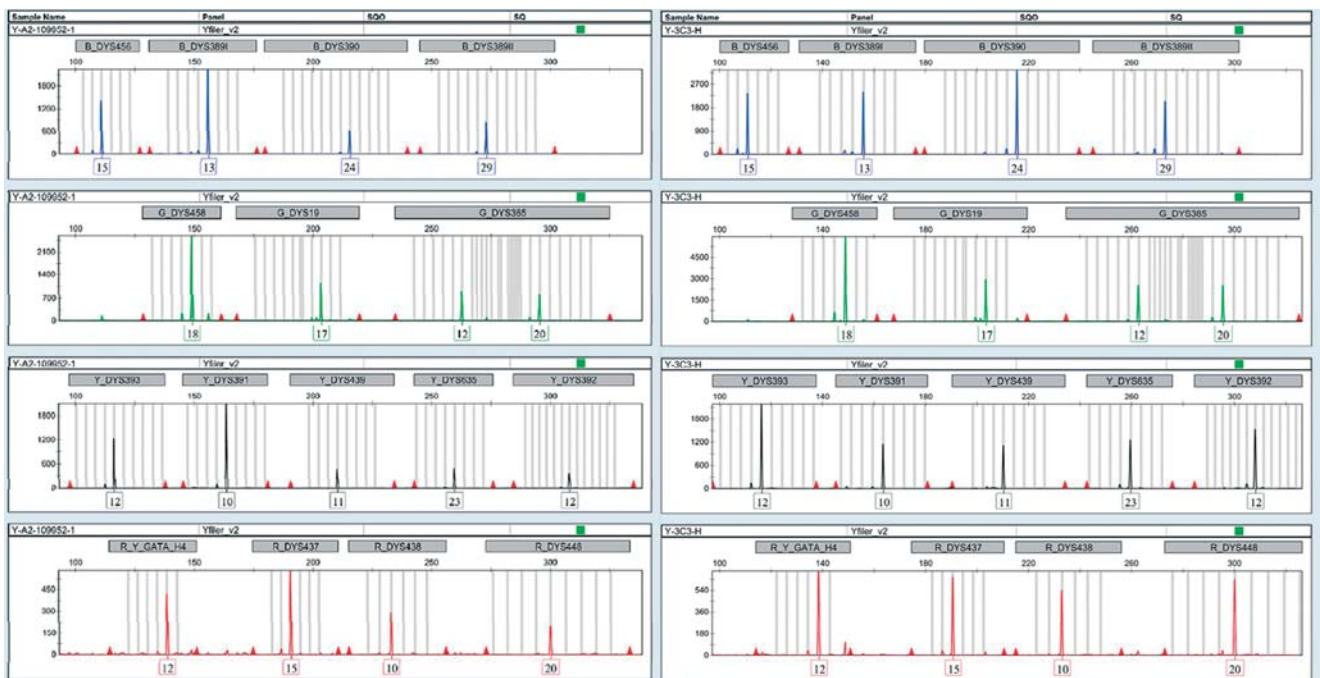 Sample Name Panel SQO SQ
Y-A2-109952-1 Yfiler_v2
B_DYS456 B_DYS389I B_DYS390 B_DYS389II
100 150 200 250 300
1800
1200
600
0
15 13 24 29
Y-A2-109952-1 Yfiler_v2
G_DYS458 G_DYS19 G_DYS385
100 150 200 250 300
2100
1400
700
0
18 17 12 20
Y-A2-109952-1 Yfiler_v2
Y_DYS393 Y_DYS391 Y_DYS439 Y_DYS635 Y_DYS392
100 150 200 250 300
1800
1200
600
0
12 10 11 23 12
Y-A2-109952-1 Yfiler_v2
R_Y_GATA_H4 R_DYS437 R_DYS438 R_DYS448
100 150 200 250 300
450
300
150
0
12 15 10 20
Sample Name Panel SQO SQ
Y-3C3-H Yfiler_v2
B_DYS456 B_DYS389I B_DYS390 B_DYS389II
100 140 180 220 260 300
2700
1800
900
0
15 13 24 29
Y-3C3-H Yfiler_v2
G_DYS458 G_DYS19 G_DYS385
100 140 180 220 260 300
4500
3000
1500
0
18 17 12 20
Y-3C3-H Yfiler_v2
Y_DYS393 Y_DYS391 Y_DYS439 Y_DYS635 Y_DYS392
100 140 180 220 260 300
1800
1200
600
0
12 10 11 23 12
Y-3C3-H Yfiler_v2
R_Y_GATA_H4 R_DYS437 R_DYS438 R_DYS448
100 140 180 220 260 300
540
360
180
0
12 15 10 20